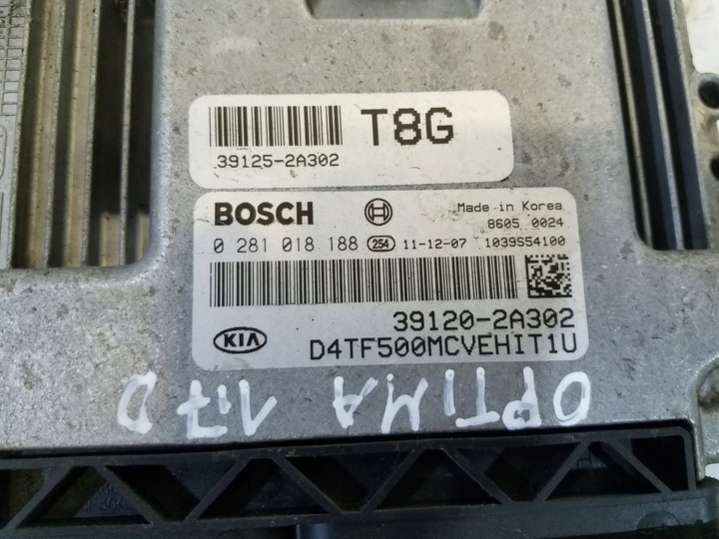 T8G
39125-2A302
BOSCH Made in Korea
8605 0024
0 281 018 188 254 11-12-07 1039S54100
39120-2A302
KIA D4TF500MCVEHIT1U
OPTIMA 1.7D